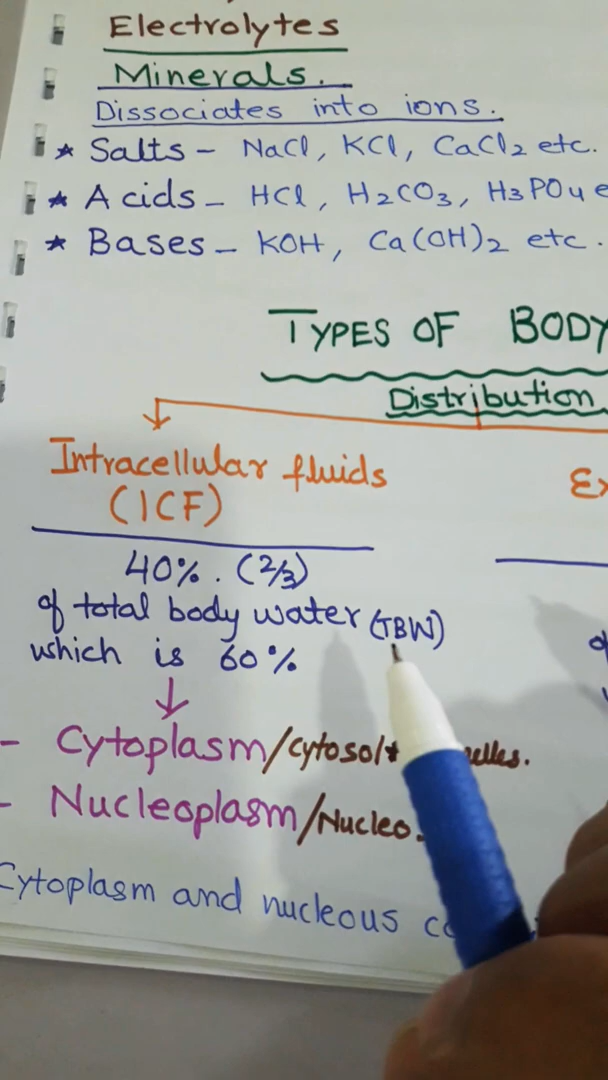 Electrolytes
Minerals.
Dissociates into ions.
★ Salts - NaCl, KCl, CaCl2 etc.
★ Acids - HCl, H2CO3, H3PO4
★ Bases - KOH, Ca(OH)2 etc.
TYPES OF BODY
Distribution
Intracellular fluids
(ICF)
40%. (2/3)
of total body water (TBW)
which is 60%
- Cytoplasm/cytosol+
- Nucleoplasm/Nucleo.
Cytoplasm and nucleous